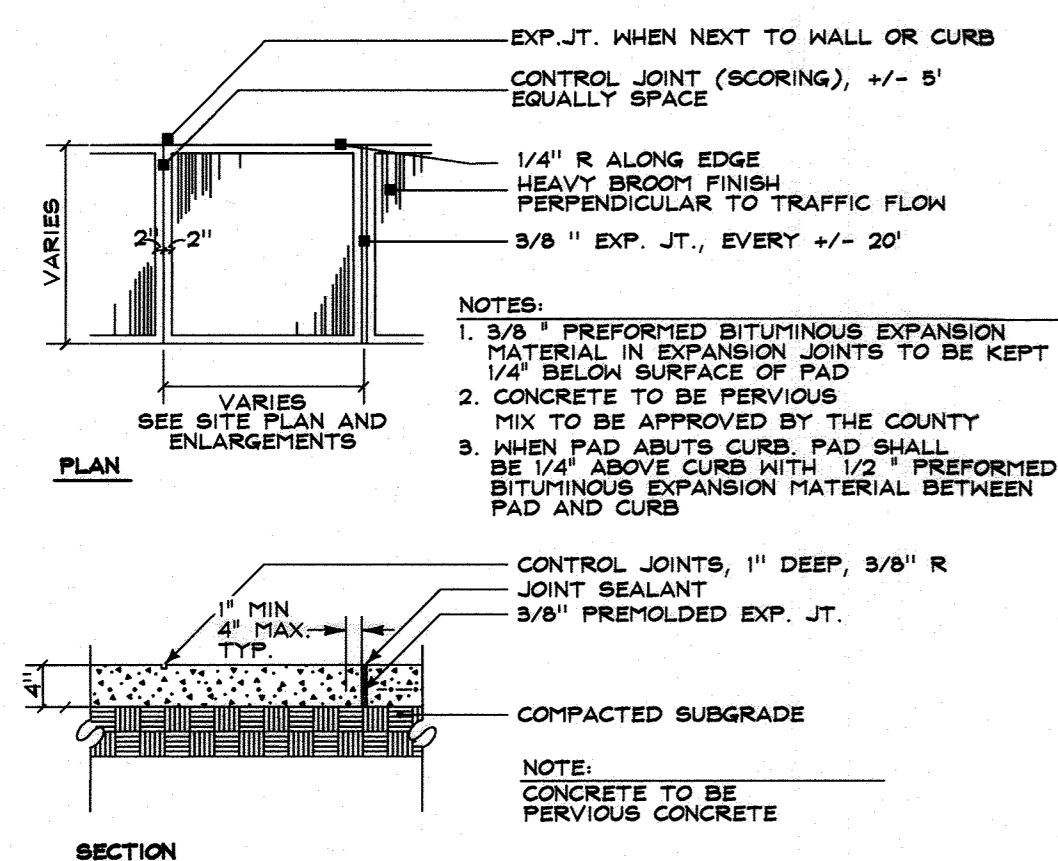 EXP.JT. WHEN NEXT TO WALL OR CURB
CONTROL JOINT (SCORING), +/- 5'
EQUALLY SPACE
1/4" R ALONG EDGE
HEAVY BROOM FINISH
PERPENDICULAR TO TRAFFIC FLOW
3/8 " EXP. JT., EVERY +/- 20'
VARIES
2" 2"
VARIES
SEE SITE PLAN AND
ENLARGEMENTS
PLAN
NOTES:
1. 3/8 " PREFORMED BITUMINOUS EXPANSION
MATERIAL IN EXPANSION JOINTS TO BE KEPT
1/4" BELOW SURFACE OF PAD
2. CONCRETE TO BE PERVIOUS
MIX TO BE APPROVED BY THE COUNTY
3. WHEN PAD ABUTS CURB. PAD SHALL
BE 1/4" ABOVE CURB WITH 1/2 " PREFORMED
BITUMINOUS EXPANSION MATERIAL BETWEEN
PAD AND CURB
CONTROL JOINTS, 1" DEEP, 3/8" R
JOINT SEALANT
3/8" PREMOLDED EXP. JT.
1" MIN
4" MAX.
TYP.
4"
COMPACTED SUBGRADE
NOTE:
CONCRETE TO BE
PERVIOUS CONCRETE
SECTION